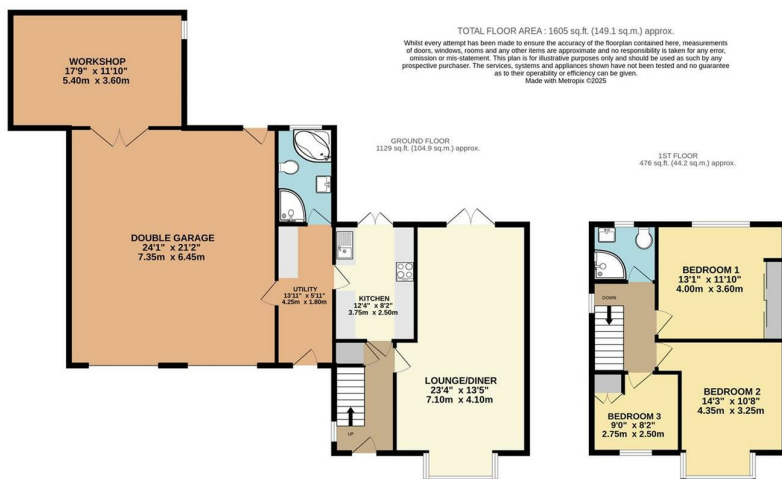 TOTAL FLOOR AREA : 1605 sq.ft. (149.1 sq.m.) approx.
Whilst every attempt has been made to ensure the accuracy of the floorplan contained here, measurements
of doors, windows, rooms and any other items are approximate and no responsibility is taken for any error,
omission or mis-statement. This plan is for illustrative purposes only and should be used as such by any
prospective purchaser. The services, systems and appliances shown have not been tested and no guarantee
as to their operability or efficiency can be given.
Made with Metropix ©2025
WORKSHOP
17'9" x 11'10"
5.40m x 3.60m
GROUND FLOOR
1129 sq.ft. (104.9 sq.m.) approx.
DOUBLE GARAGE
24'1" x 21'2"
7.35m x 6.45m
UTILITY
13'11" x 5'11"
4.25m x 1.80m
KITCHEN
12'4" x 8'2"
3.75m x 2.50m
LOUNGE/DINER
23'4" x 13'5"
7.10m x 4.10m
UP
1ST FLOOR
476 sq.ft. (44.2 sq.m.) approx.
BEDROOM 1
13'1" x 11'10"
4.00m x 3.60m
DOWN
BEDROOM 2
14'3" x 10'8"
4.35m x 3.25m
BEDROOM 3
9'0" x 8'2"
2.75m x 2.50m